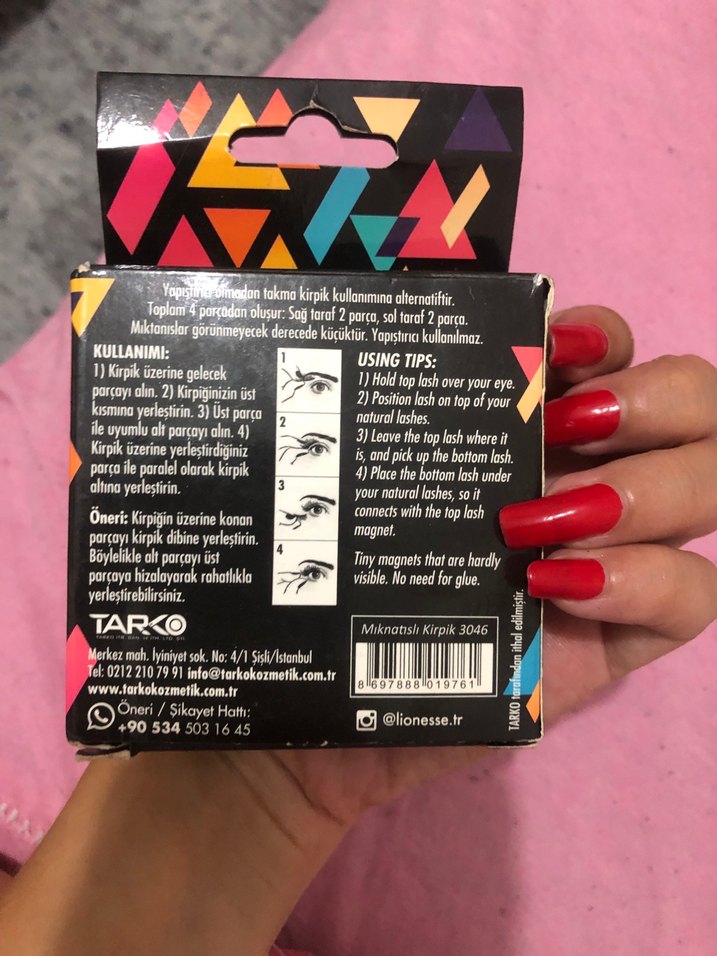 Yapıştırıcı olmadan takma kirpik kullanımına alternatiftir.
Toplam 4 parçadan oluşur: Sağ taraf 2 parça, sol taraf 2 parça.
Mıktanıslar görünmeyecek derecede küçüktür. Yapıştırıcı kullanılmaz.
KULLANIMI:
1) Kirpik üzerine gelecek
parçayı alın. 2) Kirpiğinizin üst
kısmına yerleştirin. 3) Üst parça
ile uyumlu alt parçayı alın. 4)
Kirpik üzerine yerleştirdiğiniz
parça ile paralel olarak kirpik
altına yerleştirin.
Öneri: Kirpiğin üzerine konan
parçayı kirpik dibine yerleştirin.
Böylelikle alt parçayı üst
parçaya hizalayarak rahatlıkla
yerleştirebilirsiniz.
1
2
3
4
USING TIPS:
1) Hold top lash over your eye.
2) Position lash on top of your
natural lashes.
3) Leave the top lash where it
is, and pick up the bottom lash.
4) Place the bottom lash under
your natural lashes, so it
connects with the top lash
magnet.
Tiny magnets that are hardly
visible. No need for glue.
TARKO
Merkez mah. İyiniyet sok. No: 4/1 Şişli/İstanbul
Tel: 0212 210 79 91 info@tarkokozmetik.com.tr
www.tarkokozmetik.com.tr
Öneri / Şikayet Hattı:
+90 534 503 16 45
Mıknatıslı Kirpik 3046
8 697888 019761
@lionesse.tr
TARKO tarafından ithal edilmiştir.